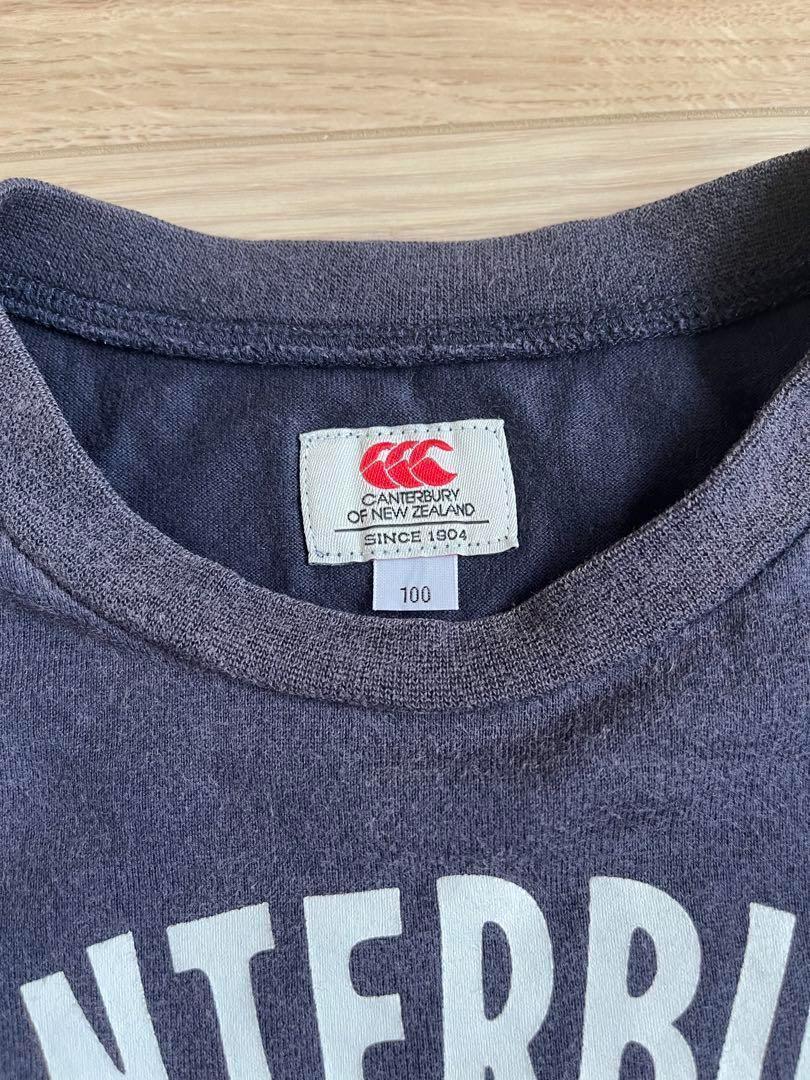 CANTERBURY
OF NEW ZEALAND
SINCE 1904
100
NTERBU